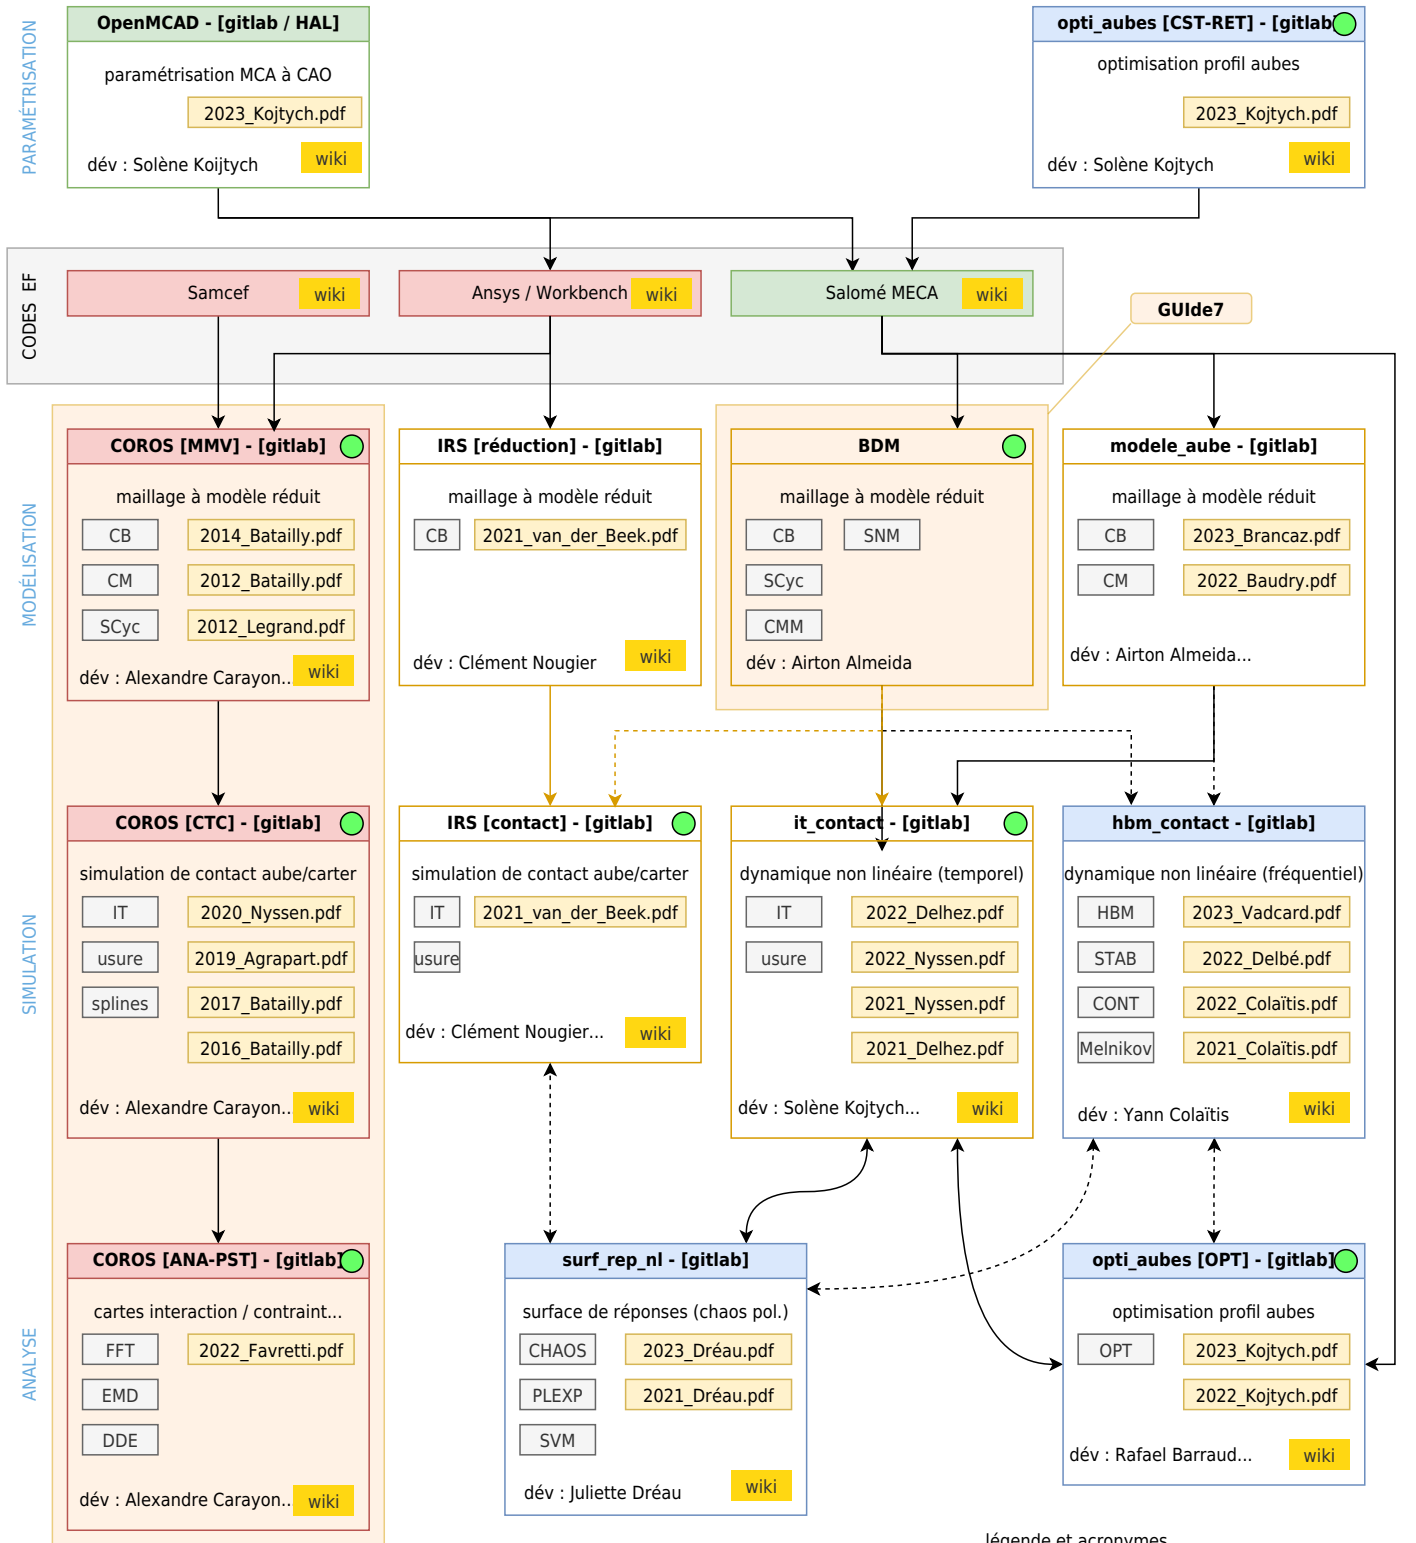 PARAMÉTRISATION
OpenMCAD - [gitlab / HAL]
paramétrisation MCA à CAO
2023_Kojtych.pdf
wiki
dév : Solène Koijtych
opti_aubes [CST-RET] - [gitlab
optimisation profil aubes
2023_Kojtych.pdf
wiki
dév : Solène Kojtych
CODES EF
Samcef
wiki
Ansys / Workbench
wiki
Salomé MECA
wiki
GUIde7
MODÉLISATION
COROS [MMV] - [gitlab]
maillage à modèle réduit
CB
2014_Batailly.pdf
CM
2012_Batailly.pdf
SCyc
2012_Legrand.pdf
dév : Alexandre Carayon...
wiki
IRS [réduction] - [gitlab]
maillage à modèle réduit
CB
2021_van_der_Beek.pdf
dév : Clément Nougier
wiki
BDM
maillage à modèle réduit
CB
SNM
SCyc
CMM
dév : Airton Almeida
modele_aube - [gitlab]
maillage à modèle réduit
CB
2023_Brancaz.pdf
CM
2022_Baudry.pdf
dév : Airton Almeida...
SIMULATION
COROS [CTC] - [gitlab]
simulation de contact aube/carter
IT
2020_Nyssen.pdf
usure
2019_Agrapart.pdf
splines
2017_Batailly.pdf
2016_Batailly.pdf
dév : Alexandre Carayon...
wiki
IRS [contact] - [gitlab]
simulation de contact aube/carter
IT
2021_van_der_Beek.pdf
usure
dév : Clément Nougier...
wiki
it_contact - [gitlab]
dynamique non linéaire (temporel)
IT
2022_Delhez.pdf
usure
2022_Nyssen.pdf
2021_Nyssen.pdf
2021_Delhez.pdf
dév : Solène Kojtych...
wiki
hbm_contact - [gitlab]
dynamique non linéaire (fréquentiel)
HBM
2023_Vadcard.pdf
STAB
2022_Delbé.pdf
CONT
2022_Colaïtis.pdf
Melnikov
2021_Colaïtis.pdf
dév : Yann Colaïtis
wiki
ANALYSE
COROS [ANA-PST] - [gitlab]
cartes interaction / contraint...
FFT
2022_Favretti.pdf
EMD
DDE
dév : Alexandre Carayon...
wiki
surf_rep_nl - [gitlab]
surface de réponses (chaos pol.)
CHAOS
2023_Dréau.pdf
PLEXP
2021_Dréau.pdf
SVM
dév : Juliette Dréau
wiki
opti_aubes [OPT] - [gitlab]
optimisation profil aubes
OPT
2023_Kojtych.pdf
2022_Kojtych.pdf
dév : Rafael Barraud...
wiki
légende et acronymes